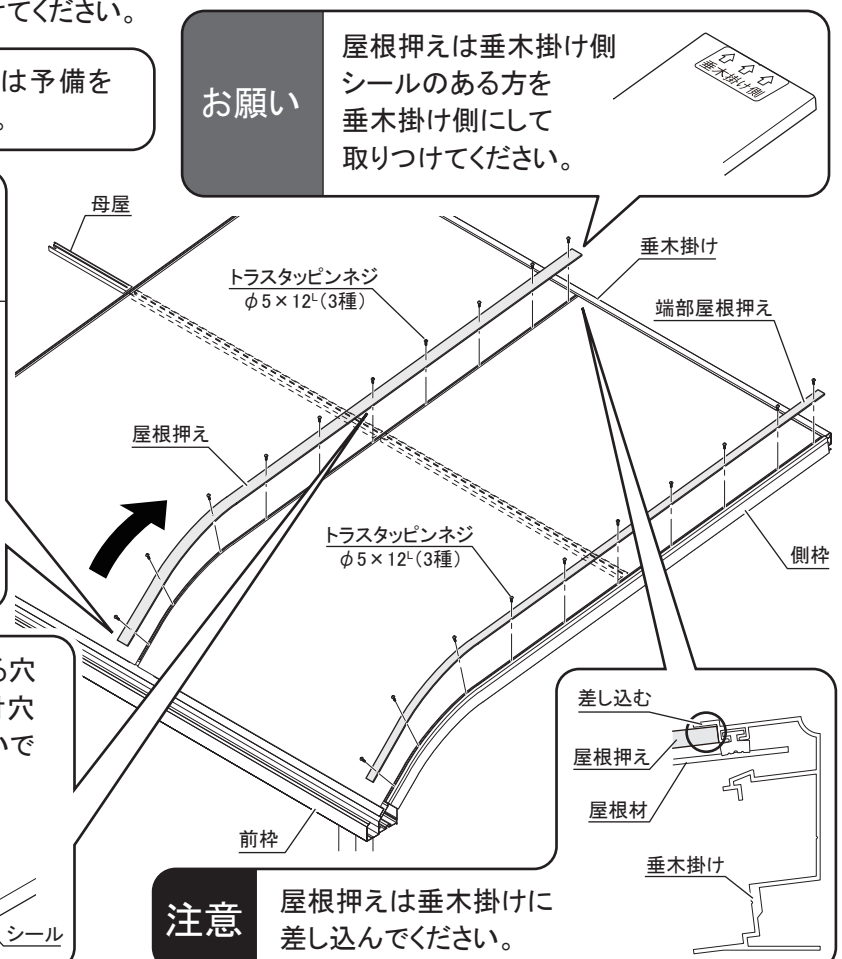 けてください。
は予備を
。
お願い
屋根押えは垂木掛け側
シールのある方を
垂木掛け側にして
取りつけてください。
垂木掛け側
母屋
垂木掛け
トラスタッピンネジ
φ5×12ᴸ(3種)
端部屋根押え
屋根押え
トラスタッピンネジ
φ5×12ᴸ(3種)
側枠
る穴
け穴
いで
シール
前枠
差し込む
屋根押え
屋根材
垂木掛け
注意
屋根押えは垂木掛けに
差し込んでください。